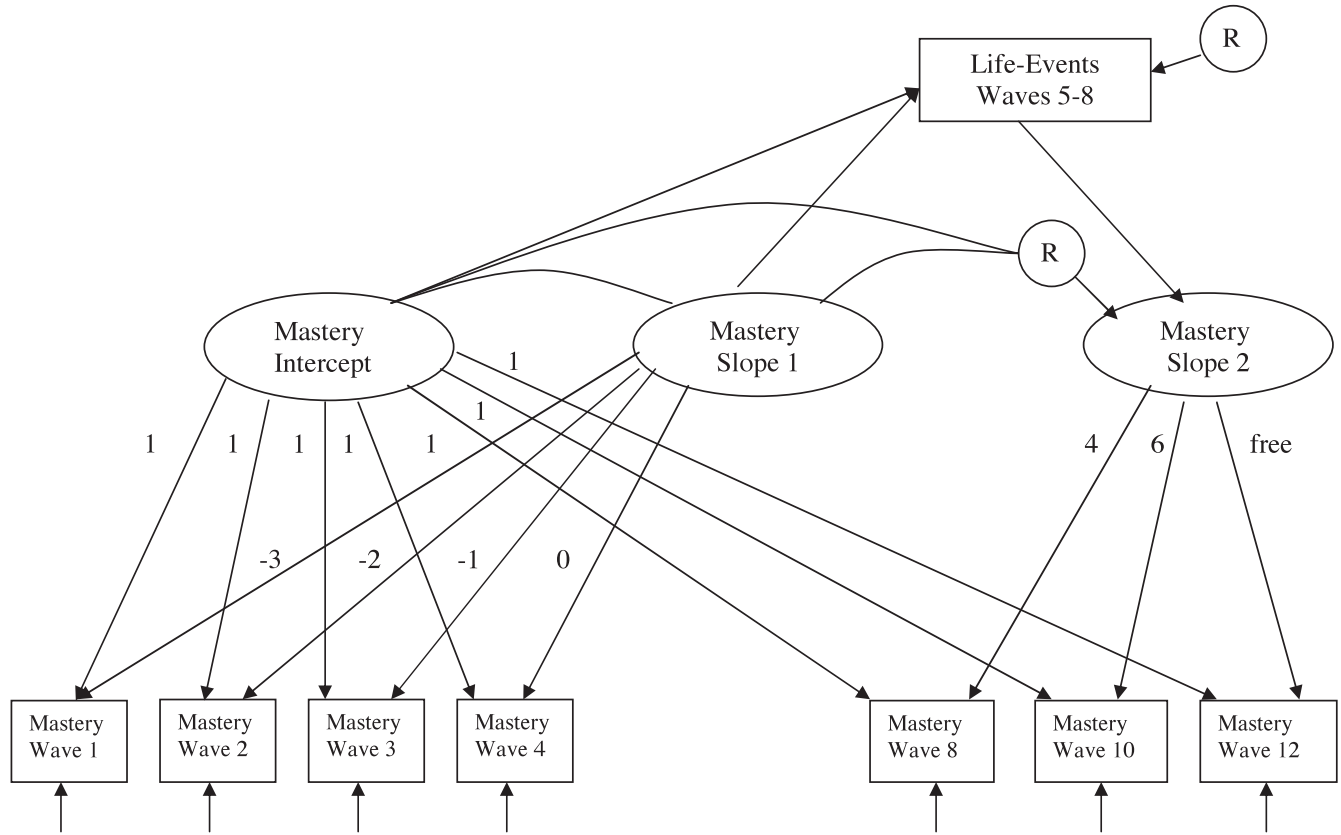 R
Life-Events
Waves 5-8
R
Mastery
Intercept
Mastery
Slope 1
Mastery
Slope 2
1
1
1
1
1
1
1
4
6
free
-3
-2
-1
0
Mastery
Wave 1
Mastery
Wave 2
Mastery
Wave 3
Mastery
Wave 4
Mastery
Wave 8
Mastery
Wave 10
Mastery
Wave 12